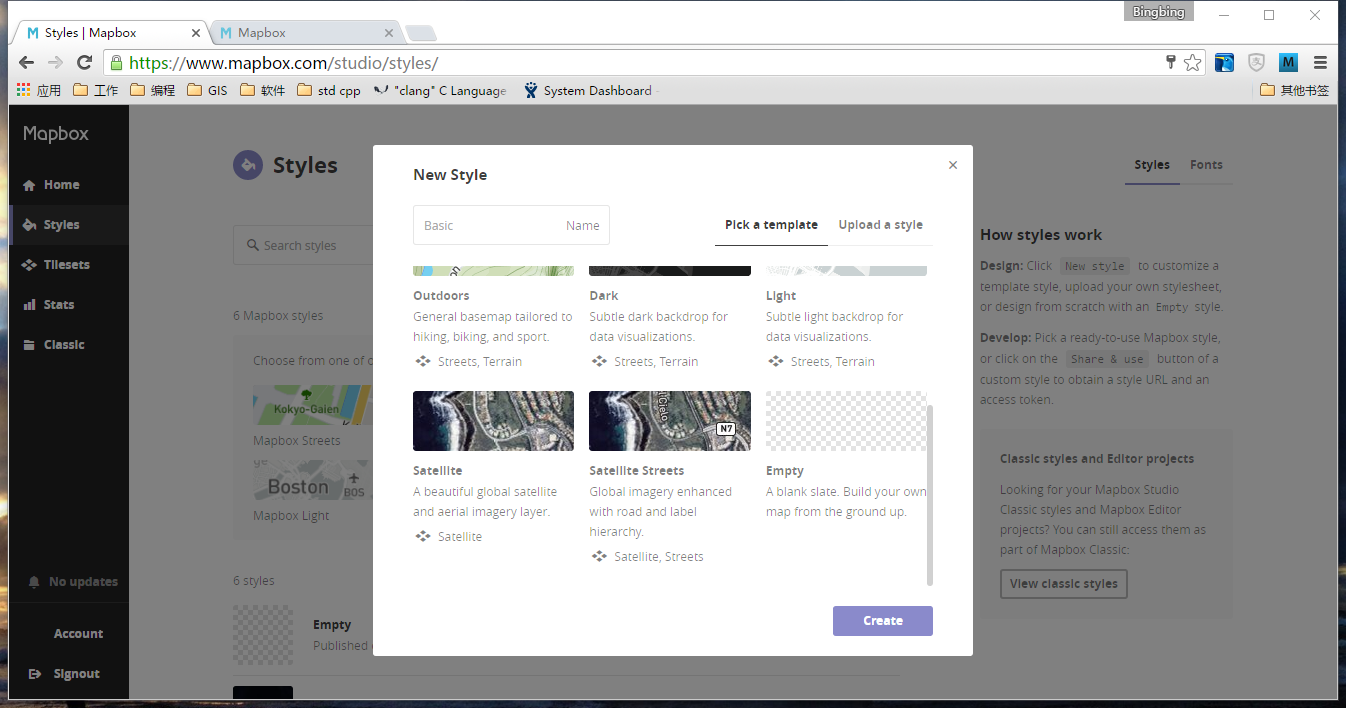 Bingbing
Styles | Mapbox
Mapbox
https://www.mapbox.com/studio/styles/
应用
工作
编程
GIS
软件
std cpp
"clang" C Language
System Dashboard
其他书签
Mapbox
Home
Styles
Tilesets
Stats
Classic
No updates
Account
Signout
Styles
Styles
Fonts
Search styles
6 Mapbox styles
Choose from one of
Kokyo-Gaien
Mapbox Streets
Boston
BOS
Mapbox Light
6 styles
Empty
Published
New Style
Basic
Name
Pick a template
Upload a style
Outdoors
General basemap tailored to
hiking, biking, and sport.
Streets, Terrain
Dark
Subtle dark backdrop for
data visualizations.
Streets, Terrain
Light
Subtle light backdrop for
data visualizations.
Streets, Terrain
Satellite
A beautiful global satellite
and aerial imagery layer.
Satellite
N7
Satellite Streets
Global imagery enhanced
with road and label
hierarchy.
Satellite, Streets
Empty
A blank slate. Build your own
map from the ground up.
Create
How styles work
Design: Click New style to customize a
template style, upload your own stylesheet,
or design from scratch with an Empty style.
Develop: Pick a ready-to-use Mapbox style,
or click on the Share & use button of a
custom style to obtain a style URL and an
access token.
Classic styles and Editor projects
Looking for your Mapbox Studio
Classic styles and Mapbox Editor
projects? You can still access them as
part of Mapbox Classic:
View classic styles